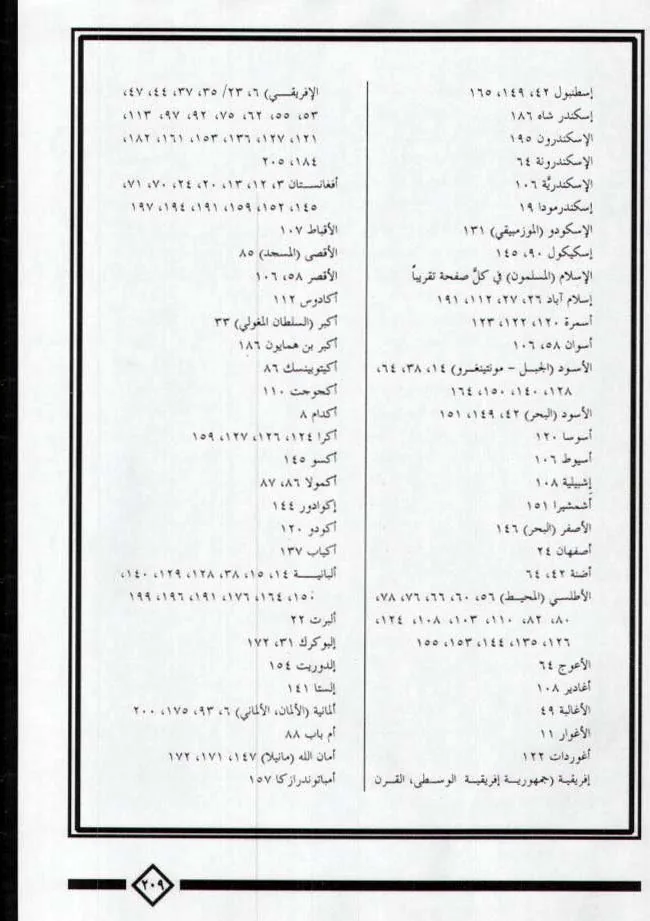 إسطنبول ٤٢، ١٤٩، ١٦٥
إسكندر شاه ١٨٦
الإسكندرون ١٩٥
الإسكندرونة ٦٤
الإسكندريَّة ١٠٦
إسكندرمودا ١٩
الإسكودو (الموزمبيقي) ١٣١
إسكيكول ٩٠، ١٤٥
الإسلام (المسلمون) في كلِّ صفحة تقريباً
إسلام آباد ٢٦، ٢٧، ١١٢، ١٩١
أسمرة ١٢٠، ١٢٢، ١٢٣
أسوان ٥٨، ١٠٦
الأسود (الجبل - مونتينغرو) ١٤، ٣٨، ٦٤،
١٢٨، ١٤٠، ١٥٠، ١٦٤
الأسود (البحر) ٤٢، ١٤٩، ١٥١
أسوسا ١٢٠
أسيوط ١٠٦
إشبيلية ١٠٨
أشمشيرا ١٥١
الأصفر (البحر) ١٤٦
أصفهان ٢٤
أضنة ٤٢، ٦٤
الأطلسي (المحيط) ٥٦، ٦٠، ٦٦، ٧٦، ٧٨،
٨٠، ٨٢، ١١٠، ١٠٣، ١٠٨، ١٢٤،
١٢٦، ١٣٥، ١٤٤، ١٥٣، ١٥٥
الأعوج ٦٤
أغادير ١٠٨
الأغالبة ٤٩
الأغوار ١١
أغوردات ١٢٢
إفريقية (جمهورية إفريقية الوسطى، القرن
الإفريقي) ٦، ٢٣/ ٣٥، ٣٧، ٤٤، ٤٧،
٥٣، ٥٥، ٦٢، ٧٥، ٩٢، ٩٧، ١١٣،
١٢١، ١٢٧، ١٣٦، ١٥٣، ١٦١، ١٨٢،
١٨٤، ٢٠٥
أفغانستان ٣، ١٢، ١٣، ٢٠، ٢٤، ٧٠، ٧١،
١٤٥، ١٥٢، ١٥٩، ١٩١، ١٩٤، ١٩٧
الأقباط ١٠٧
الأقصى (المسجد) ٨٥
الأقصر ٥٨، ١٠٦
أكادوس ١١٢
أكبر (السلطان المغولي) ٣٣
أكبر بن همايون ١٨٦
أكيتوبينسك ٨٦
أكجوجت ١١٠
أكدام ٨
أكرا ١٢٤، ١٢٦، ١٢٧، ١٥٩
أكسو ١٤٥
أكمولا ٨٦، ٨٧
إكوادور ١٤٤
أكودو ١٢٠
أكياب ١٣٧
ألبانية ١٤، ١٥، ٣٨، ١٢٨، ١٢٩، ١٤٠،
١٥٠، ١٦٤، ١٧٦، ١٩١، ١٩٦، ١٩٩
ألبرت ٢٢
إلبوكرك ٣١، ١٧٢
إلدوريت ١٥٤
إلستا ١٤١
ألمانية (الألمان، الألماني) ٦، ٩٣، ١٧٥، ٢٠٠
أم باب ٨٨
أمان الله (مانيلا) ١٤٧، ١٧١، ١٧٢
أمباتوندرازكا ١٥٧
٢٠٩